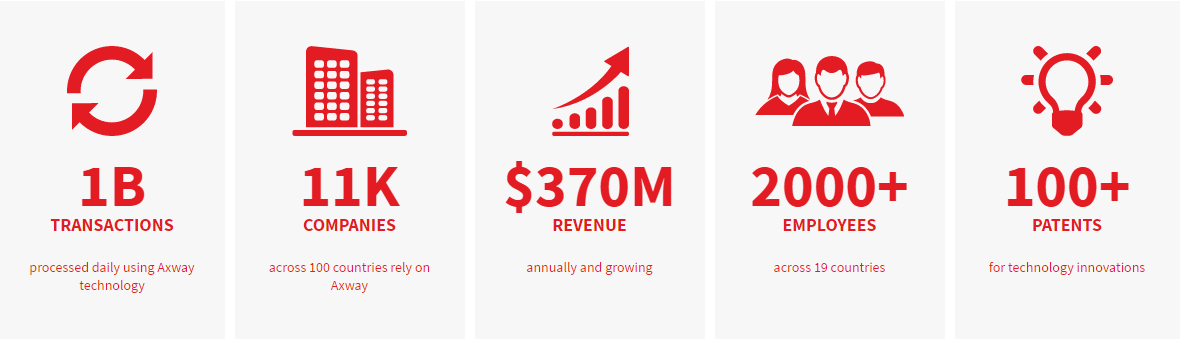 1B
TRANSACTIONS
processed daily using Axway
technology
11K
COMPANIES
across 100 countries rely on
Axway
$370M
REVENUE
annually and growing
2000+
EMPLOYEES
across 19 countries
100+
PATENTS
for technology innovations